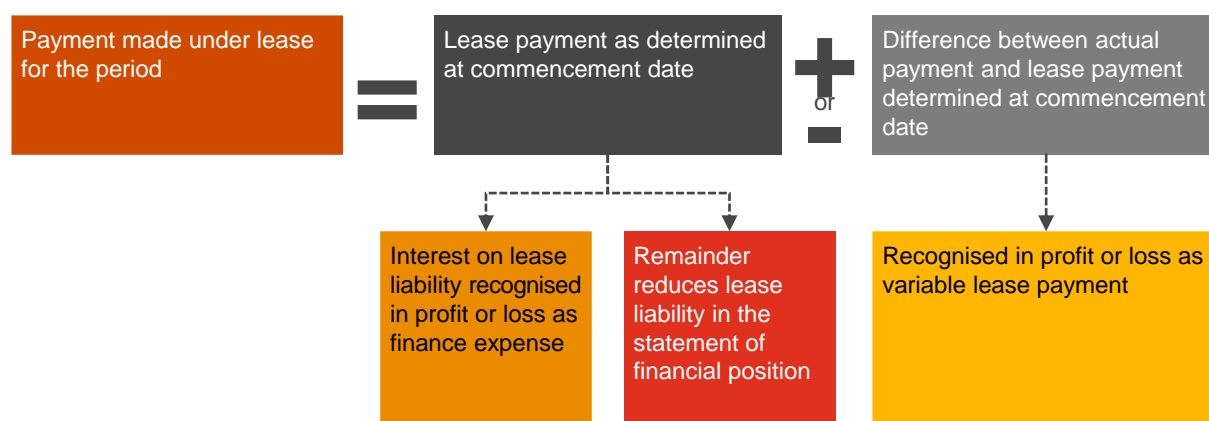 Payment made under lease
for the period
=
Lease payment as determined
at commencement date
+
or
-
Difference between actual
payment and lease payment
determined at commencement
date
Interest on lease
liability recognised
in profit or loss as
finance expense
Remainder
reduces lease
liability in the
statement of
financial position
Recognised in profit or loss as
variable lease payment